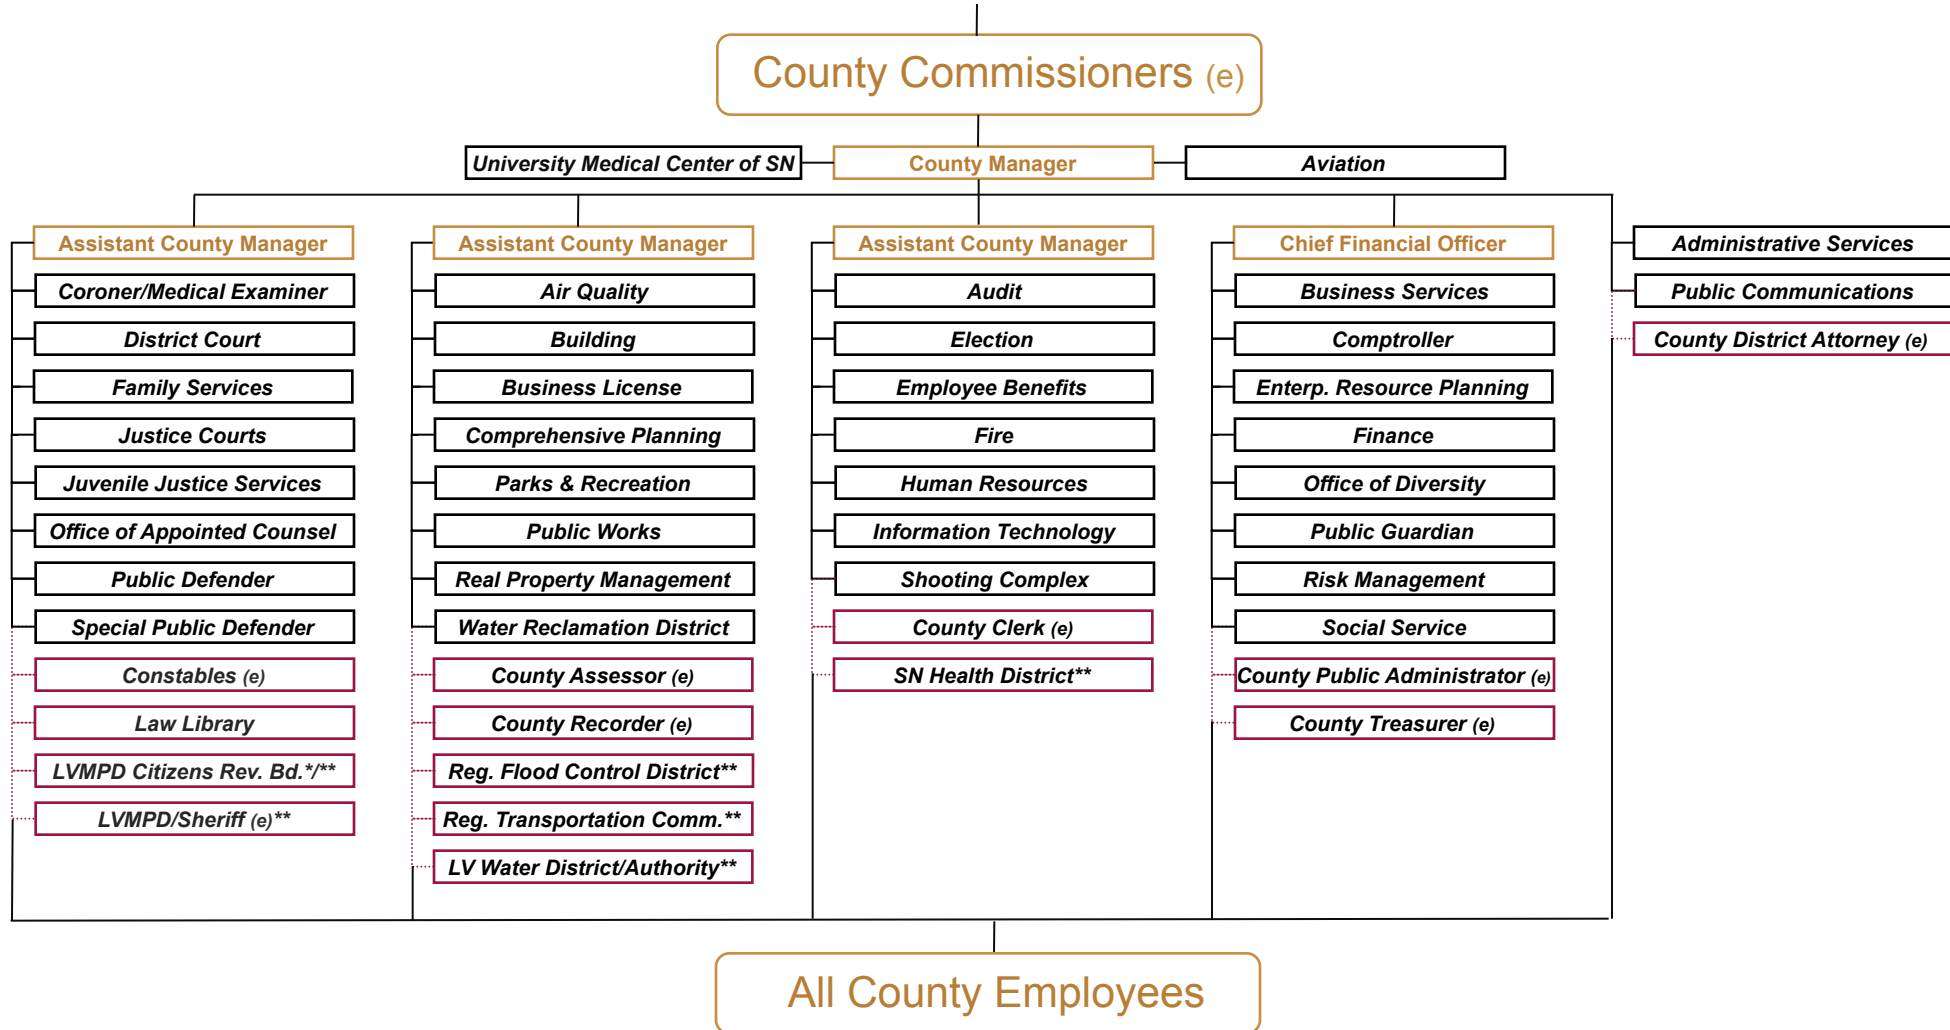 County Commissioners (e)
University Medical Center of SN
County Manager
Aviation
Assistant County Manager
Coroner/Medical Examiner
District Court
Family Services
Justice Courts
Juvenile Justice Services
Office of Appointed Counsel
Public Defender
Special Public Defender
Constables (e)
Law Library
LVMPD Citizens Rev. Bd.*/**
LVMPD/Sheriff (e)**
Assistant County Manager
Air Quality
Building
Business License
Comprehensive Planning
Parks & Recreation
Public Works
Real Property Management
Water Reclamation District
County Assessor (e)
County Recorder (e)
Reg. Flood Control District**
Reg. Transportation Comm.**
LV Water District/Authority**
Assistant County Manager
Audit
Election
Employee Benefits
Fire
Human Resources
Information Technology
Shooting Complex
County Clerk (e)
SN Health District**
Chief Financial Officer
Business Services
Comptroller
Enterp. Resource Planning
Finance
Office of Diversity
Public Guardian
Risk Management
Social Service
County Public Administrator (e)
County Treasurer (e)
Administrative Services
Public Communications
County District Attorney (e)
All County Employees